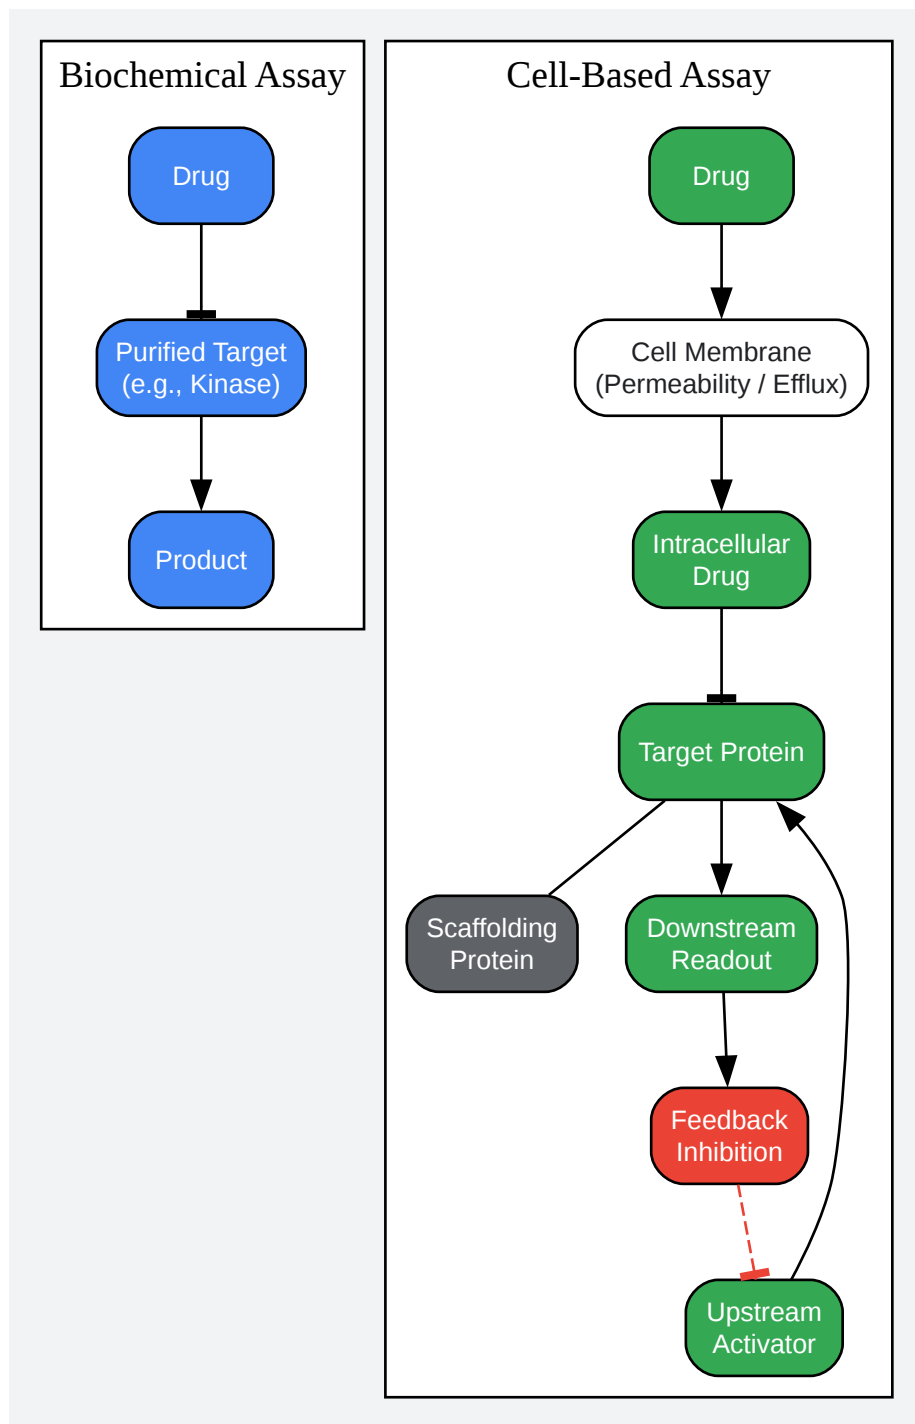 Biochemical Assay
Drug
Purified Target
(e.g., Kinase)
Product
Cell-Based Assay
Drug
Cell Membrane
(Permeability / Efflux)
Intracellular
Drug
Target Protein
Scaffolding
Protein
Downstream
Readout
Feedback
Inhibition
Upstream
Activator